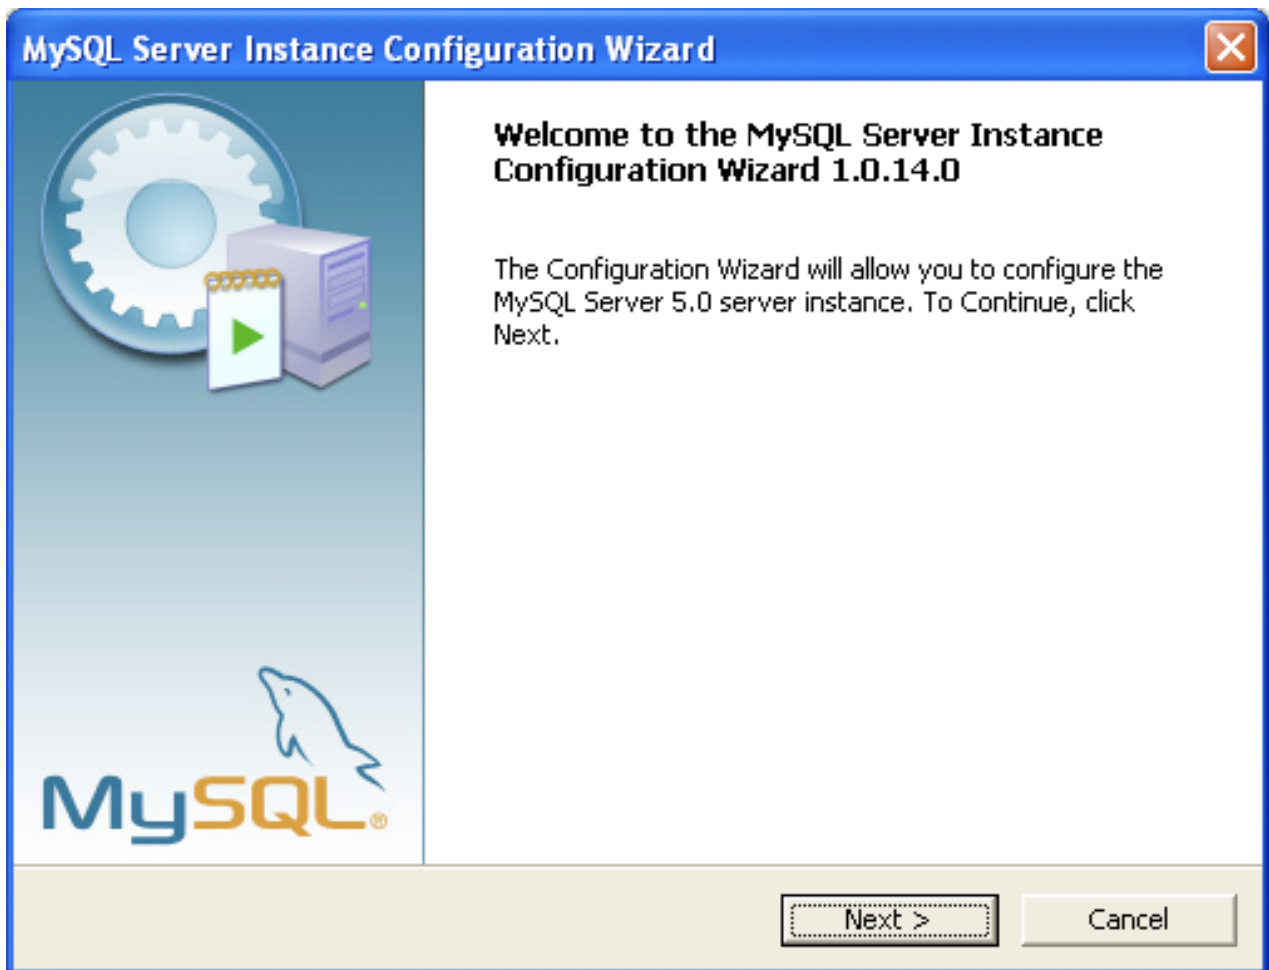 MySQL Server Instance Configuration Wizard
Welcome to the MySQL Server Instance
Configuration Wizard 1.0.14.0
The Configuration Wizard will allow you to configure the
MySQL Server 5.0 server instance. To Continue, click
Next.
MySQL®
Next >
Cancel